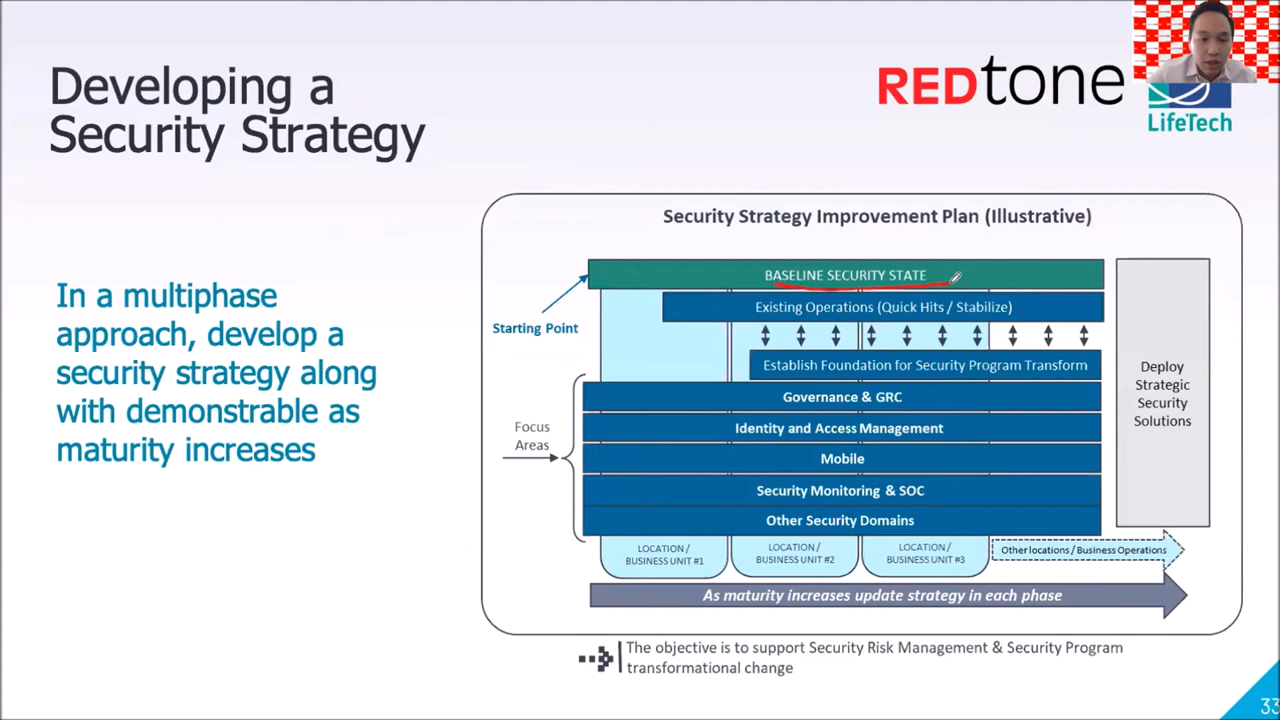 Developing a
Security Strategy
REDtone
LifeTech
In a multiphase
approach, develop a
security strategy along
with demonstrable as
maturity increases
Security Strategy Improvement Plan (Illustrative)
BASELINE SECURITY STATE
Starting Point
Existing Operations (Quick Hits / Stabilize)
Establish Foundation for Security Program Transform
Focus
Areas
Governance & GRC
Identity and Access Management
Mobile
Security Monitoring & SOC
Other Security Domains
Deploy
Strategic
Security
Solutions
LOCATION /
BUSINESS UNIT #1
LOCATION /
BUSINESS UNIT #2
LOCATION /
BUSINESS UNIT #3
Other locations / Business Operations
As maturity increases update strategy in each phase
The objective is to support Security Risk Management & Security Program
transformational change
33